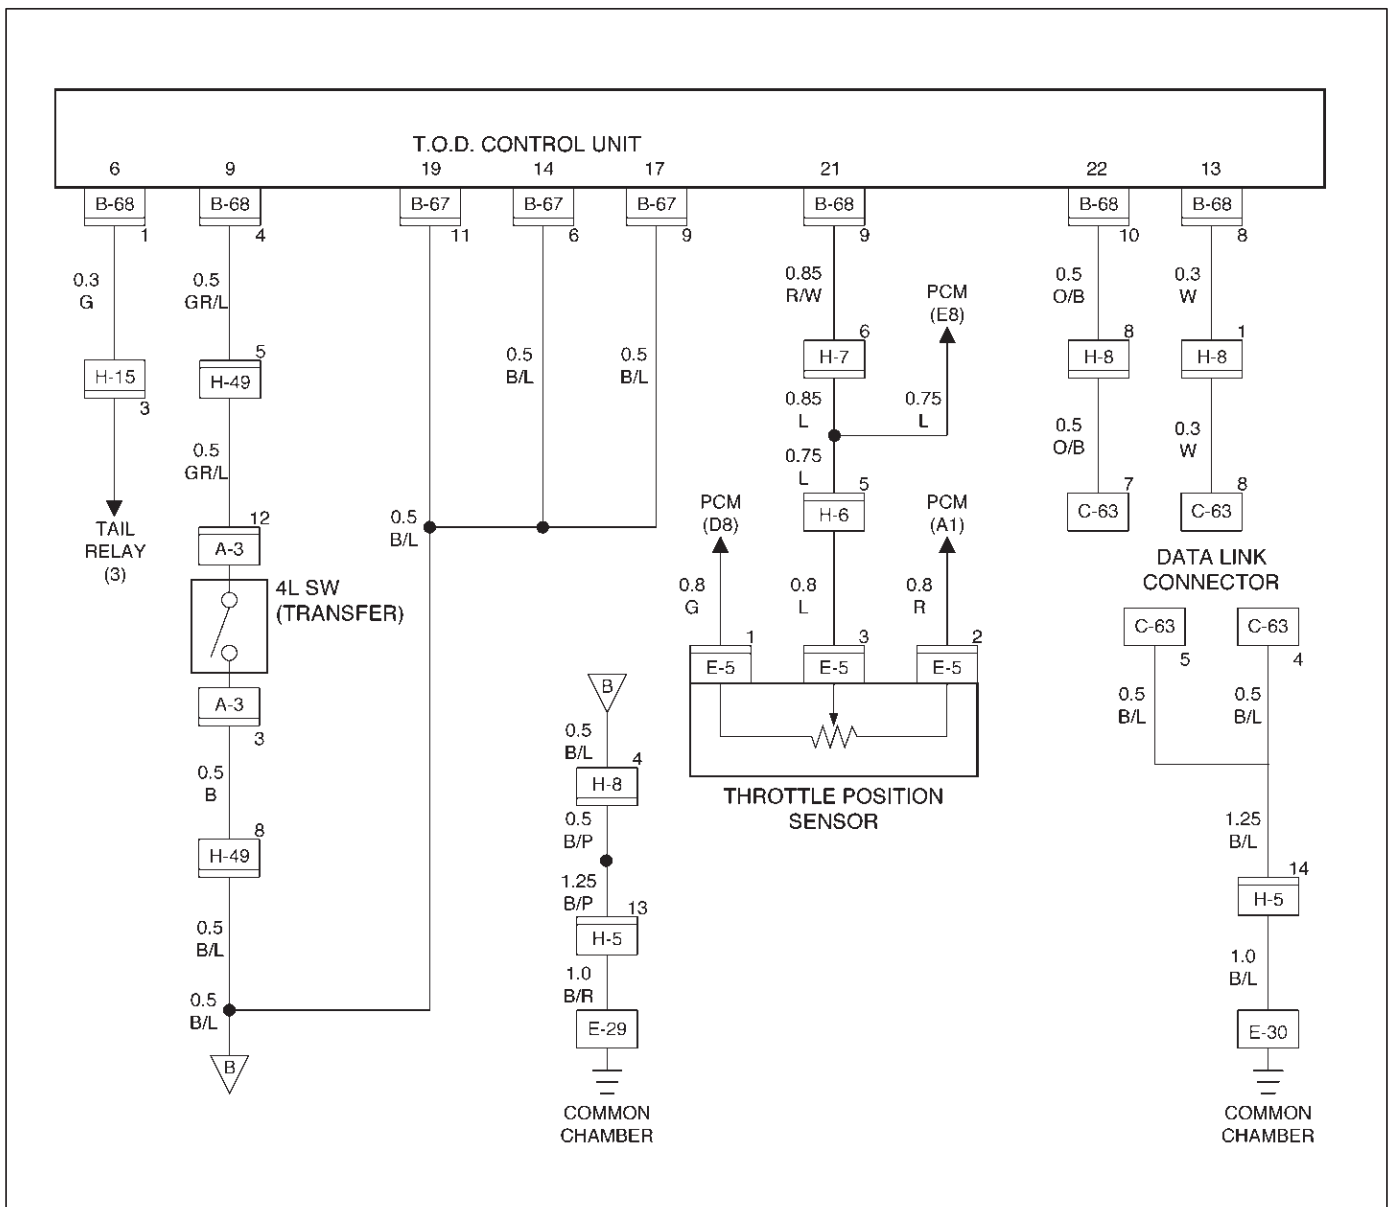 T.O.D. CONTROL UNIT
6 9 19 14 17 21 22 13
B-68 B-68 B-67 B-67 B-67 B-68 B-68 B-68
1 4 11 6 9 9 10 8
0.3
G
0.5
GR/L
0.85
R/W
PCM
(E8)
0.5
O/B
0.3
W
H-15
3
5
H-49
0.5
B/L
0.5
B/L
6
H-7
8
H-8
1
H-8
0.85
L
0.75
L
0.5
GR/L
0.75
L
0.5
O/B
0.3
W
TAIL
RELAY
(3)
12
A-3
0.5
B/L
PCM
(D8)
5
H-6
PCM
(A1)
7
C-63
8
C-63
DATA LINK
CONNECTOR
4L SW
(TRANSFER)
0.8
G
0.8
L
0.8
R
C-63
5
C-63
4
1
E-5
3
E-5
2
E-5
A-3
3
B
0.5
B/L
0.5
B/L
0.5
B/L
4
H-8
THROTTLE POSITION
SENSOR
0.5
B
0.5
B/P
1.25
B/L
8
H-49
1.25
B/P
14
H-5
13
H-5
0.5
B/L
1.0
B/R
1.0
B/L
0.5
B/L
E-29
E-30
B
COMMON
CHAMBER
COMMON
CHAMBER